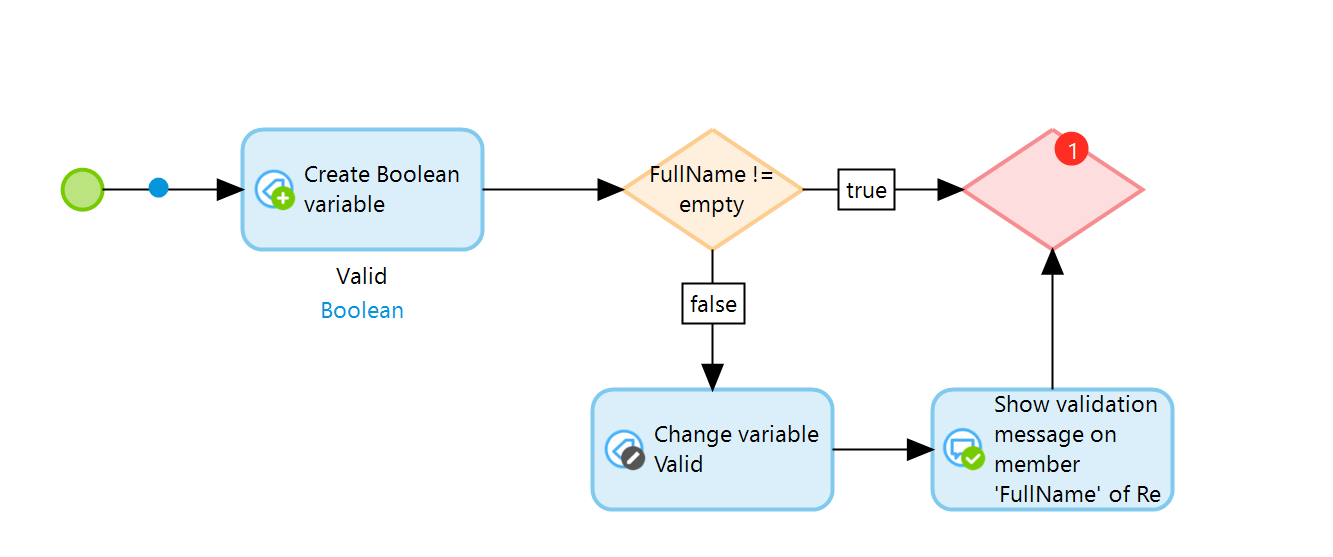 Create Boolean
variable
Valid
Boolean
FullName !=
empty
true
1
false
Change variable
Valid
Show validation
message on
member
'FullName' of Re